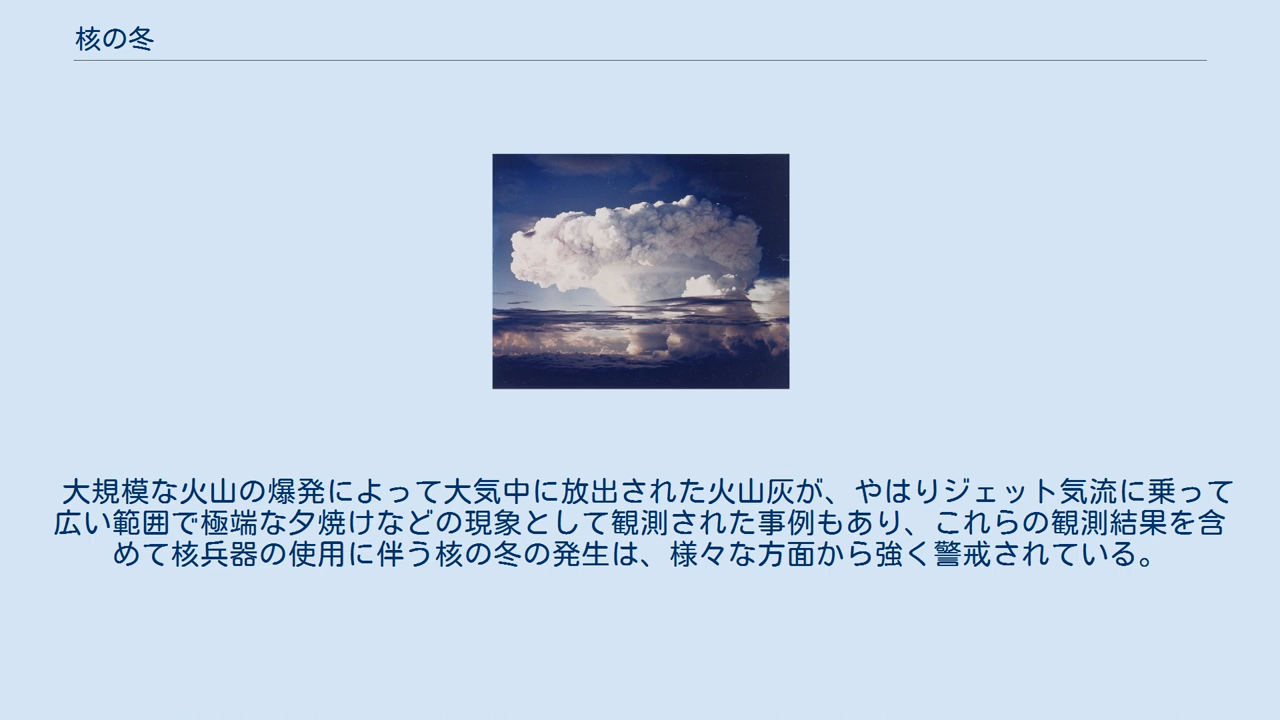 核の冬
大規模な火山の爆発によって大気中に放出された火山灰が、やはりジェット気流に乗って
広い範囲で極端な夕焼けなどの現象として観測された事例もあり、これらの観測結果を含
めて核兵器の使用に伴う核の冬の発生は、様々な方面から強く警戒されている。